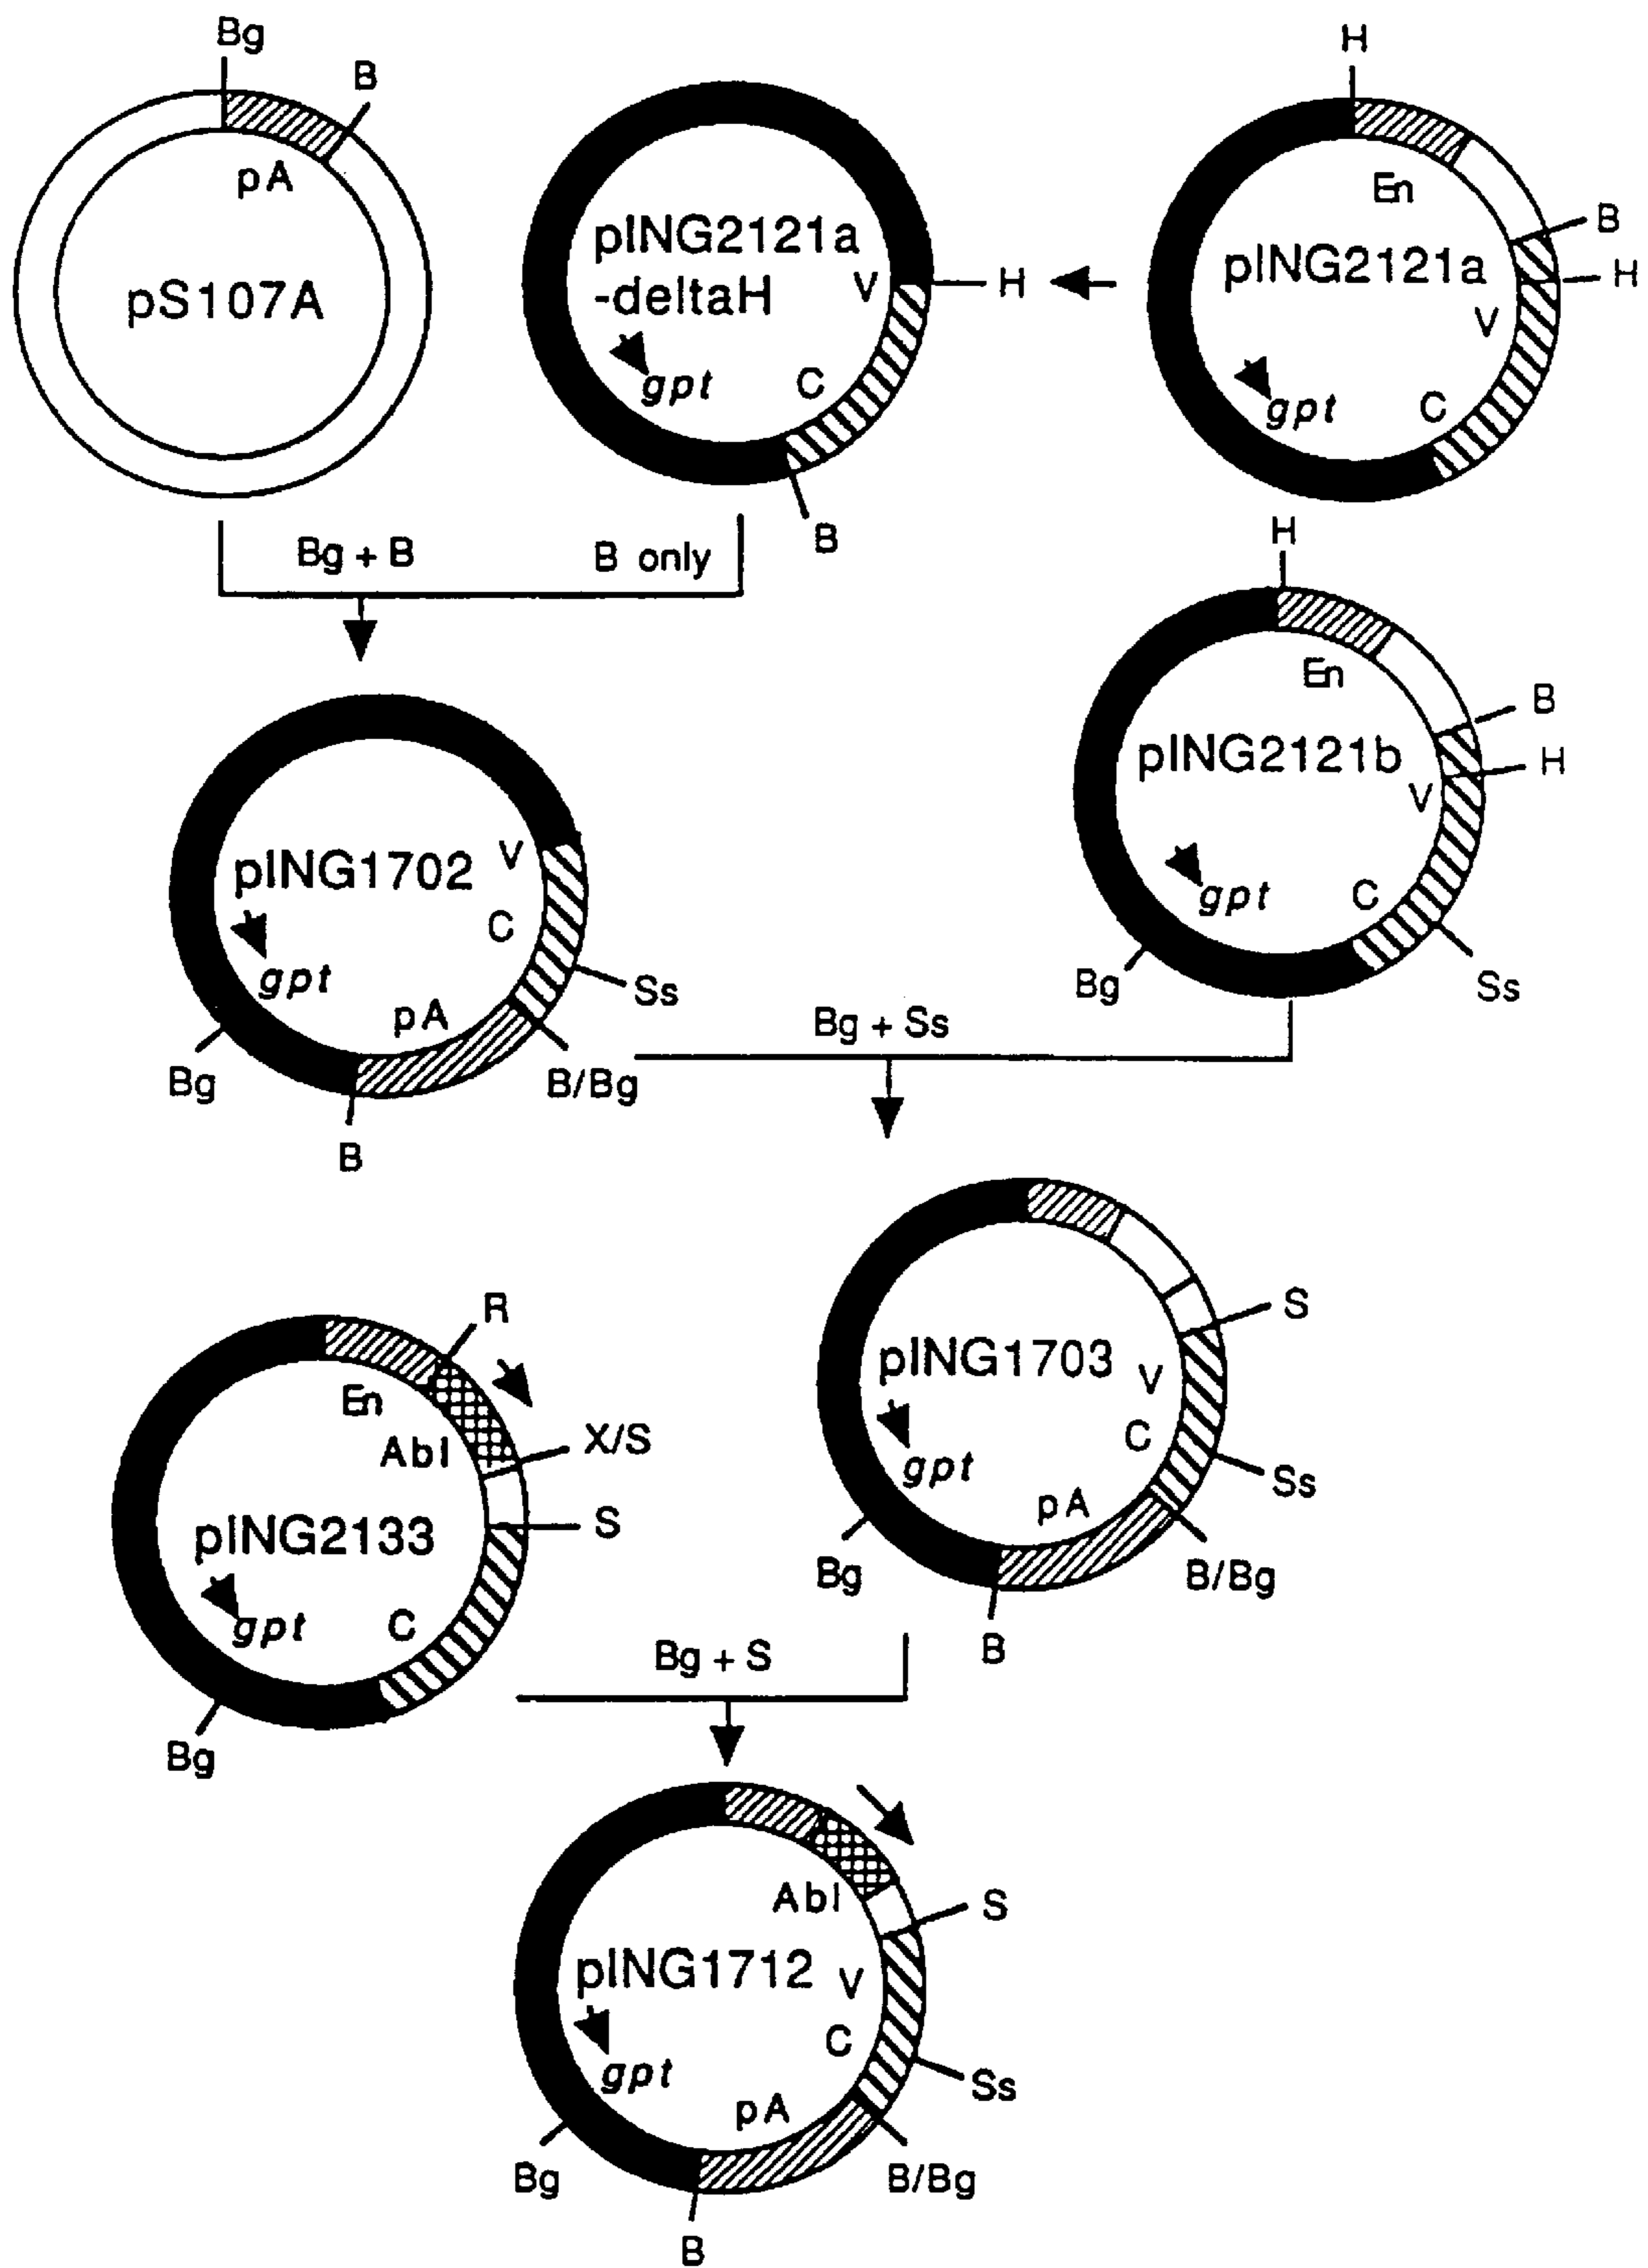 Bg
B
pA
pS107A
pING2121a
-deltaH
V
H
gpt
C
B
H
En
B
pING2121a
H
V
gpt
C
Bg + B
B only
H
En
B
pING2121b
H
V
gpt
C
Bg
Ss
pING1702
V
C
gpt
Ss
pA
Bg
B/Bg
B
Bg + Ss
R
En
Abl
X/S
S
pING2133
gpt
C
Bg
S
pING1703
V
C
gpt
Ss
pA
Bg
B/Bg
B
Bg + S
Abl
S
pING1712
V
C
gpt
Ss
pA
Bg
B/Bg
B